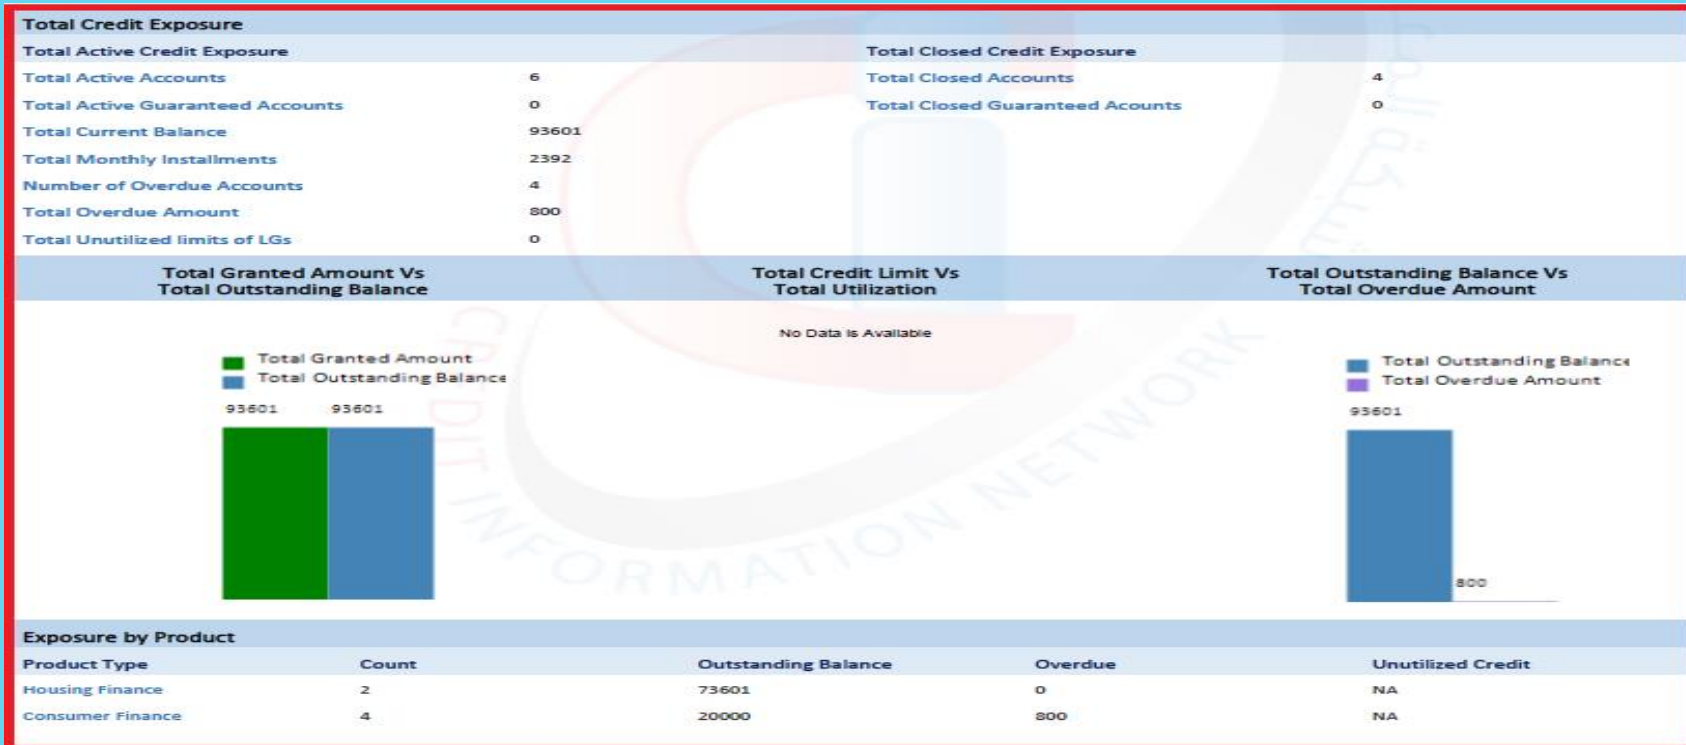 Total Credit Exposure
Total Active Credit Exposure Total Closed Credit Exposure
Total Active Accounts 6 Total Closed Accounts 4
Total Active Guaranteed Accounts 0 Total Closed Guaranteed Acounts 0
Total Current Balance 93601
Total Monthly Installments 2392
Number of Overdue Accounts 4
Total Overdue Amount 800
Total Unutilized limits of LGs 0
Total Granted Amount Vs
Total Outstanding Balance
Total Credit Limit Vs
Total Utilization
Total Outstanding Balance Vs
Total Overdue Amount
Total Granted Amount
Total Outstanding Balance
93601 93601
No Data Is Available
Total Outstanding Balance
Total Overdue Amount
93601
800
CREDIT INFORMATION NETWORK
Exposure by Product
Product Type Count Outstanding Balance Overdue Unutilized Credit
Housing Finance 2 73601 0 NA
Consumer Finance 4 20000 800 NA